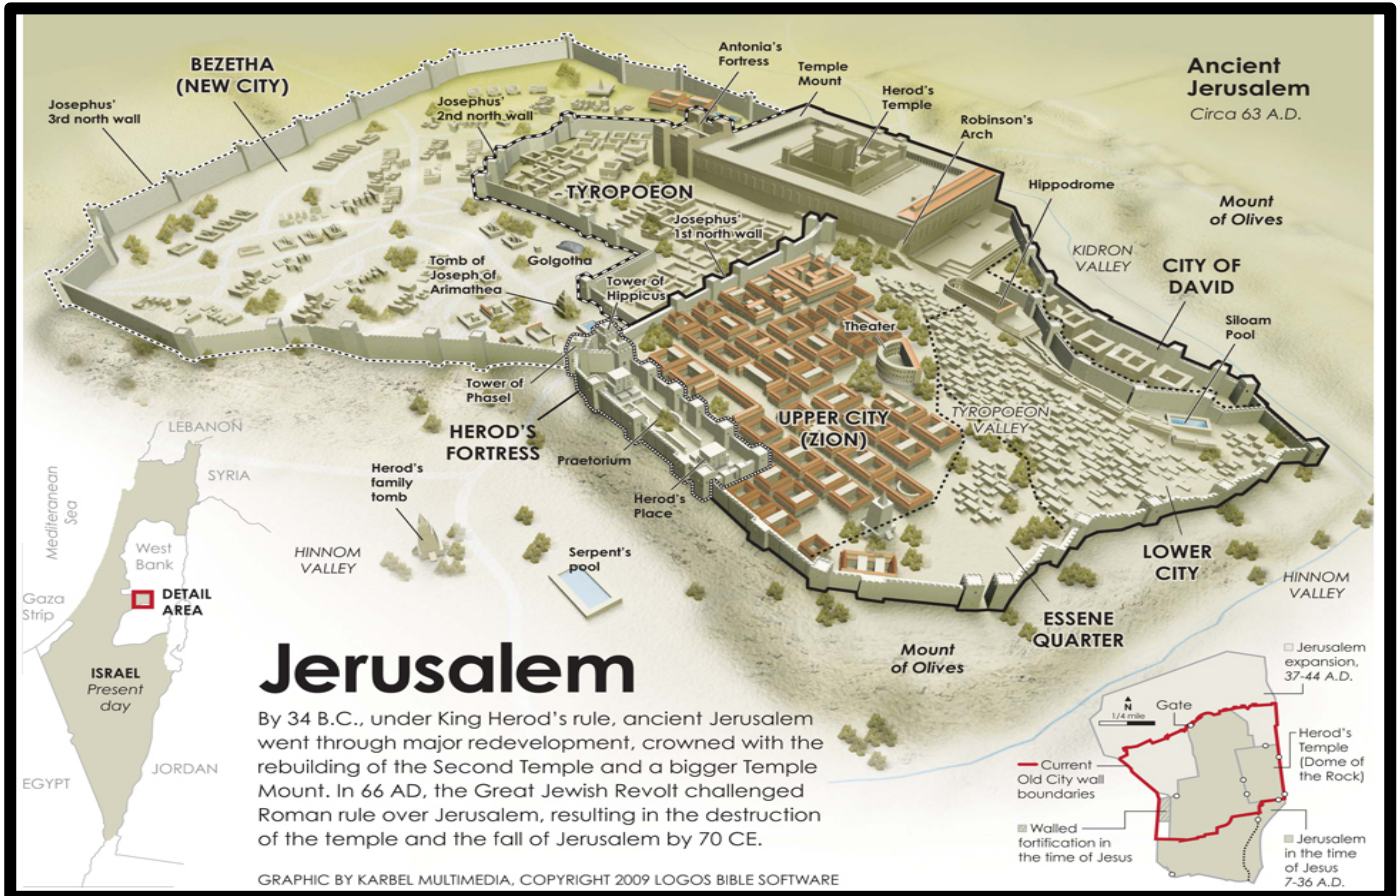 BEZETHA
(NEW CITY)
Josephus'
3rd north wall
Josephus'
2nd north wall
Antonia's
Fortress
Temple
Mount
Herod's
Temple
Robinson's
Arch
Ancient
Jerusalem
Circa 63 A.D.
Hippodrome
Mount
of Olives
TYROPOEON
Josephus'
1st north wall
KIDRON
VALLEY
CITY OF
DAVID
Siloam
Pool
Tomb of
Joseph of
Arimathea
Golgotha
Tower of
Hippicus
Theater
Tower of
Phasel
HEROD'S
FORTRESS
Praetorium
Herod's
Place
UPPER CITY
(ZION)
TYROPOEON
VALLEY
Herod's
family
tomb
HINNOM
VALLEY
Serpent's
pool
LOWER
CITY
HINNOM
VALLEY
ESSENE
QUARTER
Mount
of Olives
LEBANON
SYRIA
Mediteranean
Sea
West
Bank
Gaza
Strip
DETAIL
AREA
ISRAEL
Present
day
EGYPT
JORDAN
Jerusalem
By 34 B.C., under King Herod's rule, ancient Jerusalem
went through major redevelopment, crowned with the
rebuilding of the Second Temple and a bigger Temple
Mount. In 66 AD, the Great Jewish Revolt challenged
Roman rule over Jerusalem, resulting in the destruction
of the temple and the fall of Jerusalem by 70 CE.
GRAPHIC BY KARBEL MULTIMEDIA, COPYRIGHT 2009 LOGOS BIBLE SOFTWARE
Jerusalem
expansion,
37-44 A.D.
N
1/4 mile
Gate
Herod's
Temple
(Dome of
the Rock)
Current
Old City wall
boundaries
Walled
fortification in
the time of Jesus
Jerusalem
in the time
of Jesus
7-36 A.D.